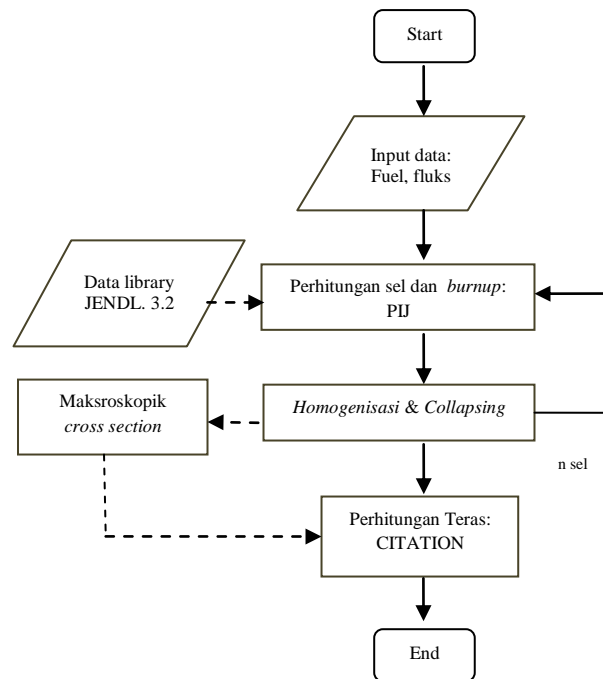 Start
Input data:
Fuel, fluks
Data library
JENDL. 3.2
Perhitungan sel dan burnup:
PIJ
Maksroskopik
cross section
Homogenisasi & Collapsing
n sel
Perhitungan Teras:
CITATION
End